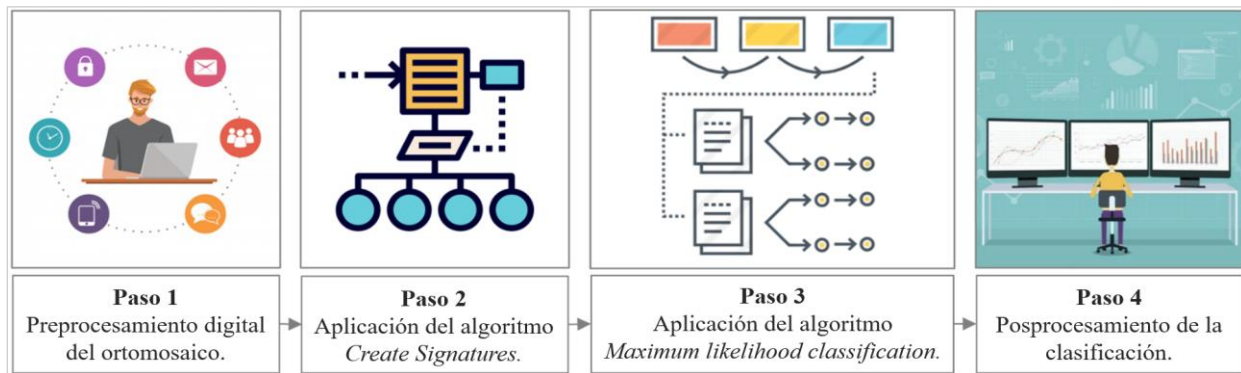 Paso 1
Preprocesamiento digital
del ortomosaico.
Paso 2
Aplicación del algoritmo
Create Signatures.
Paso 3
Aplicación del algoritmo
Maximum likelihood classification.
Paso 4
Posprocesamiento de la
clasificación.